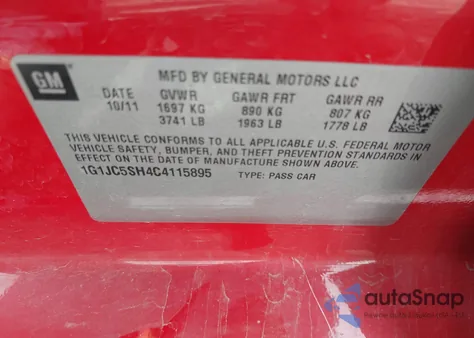 GM
MFD BY GENERAL MOTORS LLC
DATE GVWR GAWR FRT GAWR RR
10/11 1697 KG 890 KG 807 KG
3741 LB 1963 LB 1778 LB
THIS VEHICLE CONFORMS TO ALL APPLICABLE U.S. FEDERAL MOTOR
VEHICLE SAFETY, BUMPER, AND THEFT PREVENTION STANDARDS IN
EFFECT ON THE DATE OF MANUFACTURE SHOWN ABOVE.
1G1JC5SH4C4115895 TYPE: PASS CAR
autoSnap